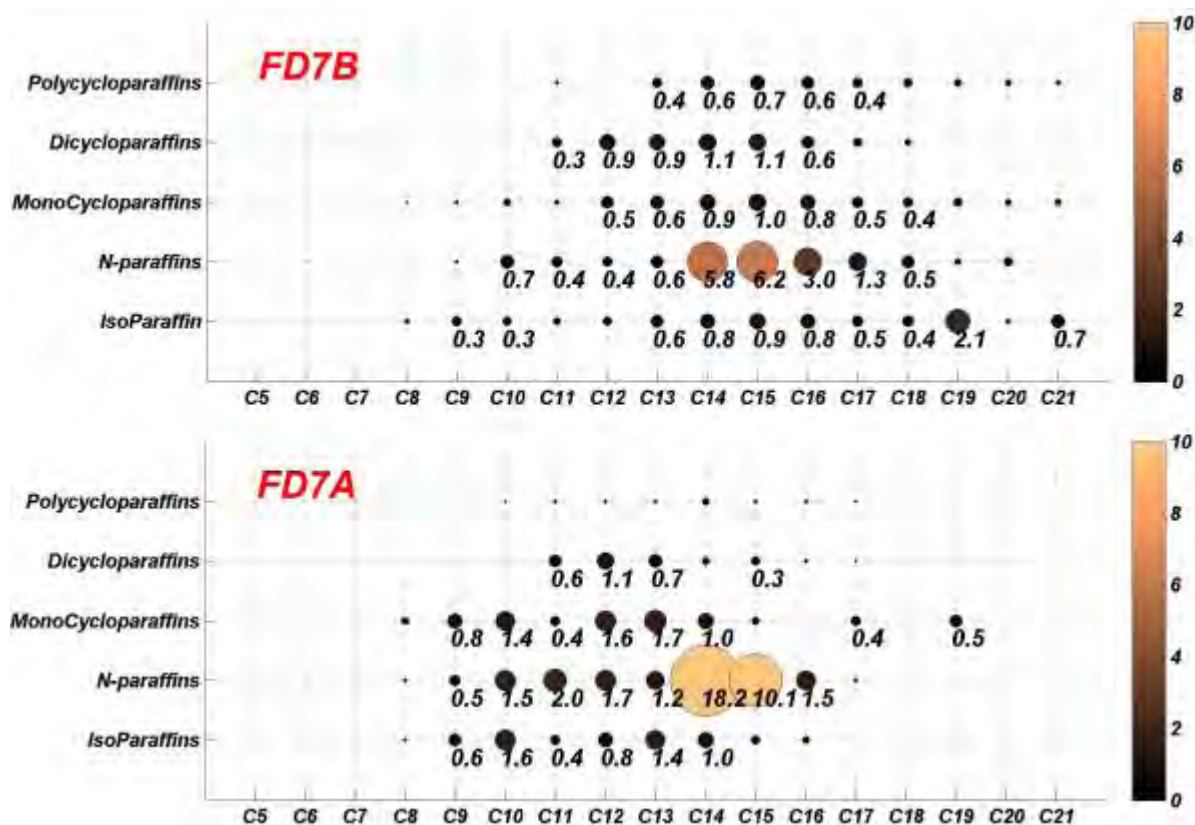 FD7B
10
Polycycloparaffins
0.4 0.6 0.7 0.6 0.4
8
Dicycloparaffins
0.3 0.9 0.9 1.1 1.1 0.6
6
MonoCycloparaffins
0.5 0.6 0.9 1.0 0.8 0.5 0.4
4
N-paraffins
0.7 0.4 0.4 0.6 5.8 6.2 3.0 1.3 0.5
2
IsoParaffin
0.3 0.3 0.6 0.8 0.9 0.8 0.5 0.4 2.1 0.7
0
C5 C6 C7 C8 C9 C10 C11 C12 C13 C14 C15 C16 C17 C18 C19 C20 C21
FD7A
10
Polycycloparaffins
8
Dicycloparaffins
0.6 1.1 0.7 0.3
6
MonoCycloparaffins
0.8 1.4 0.4 1.6 1.7 1.0 0.4 0.5
4
N-paraffins
0.5 1.5 2.0 1.7 1.2 18.2 10.1 1.5
2
IsoParaffins
0.6 1.6 0.4 0.8 1.4 1.0
0
C5 C6 C7 C8 C9 C10 C11 C12 C13 C14 C15 C16 C17 C18 C19 C20 C21